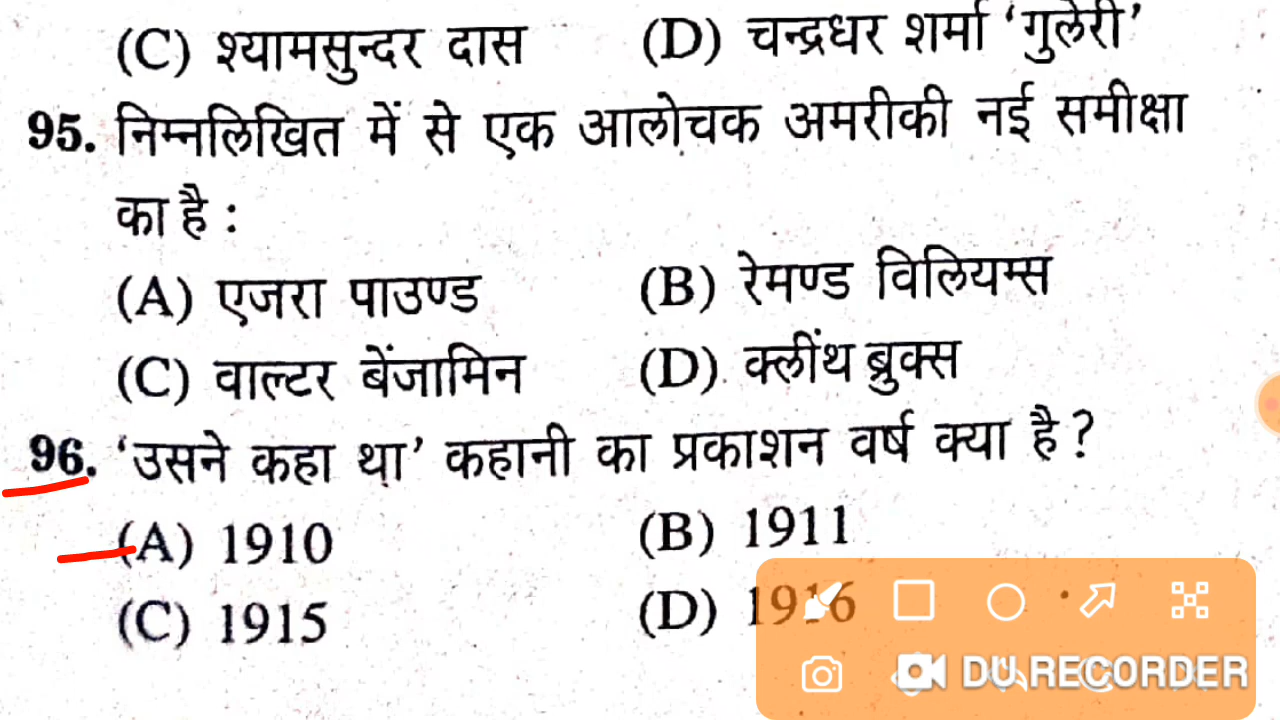 (C) श्यामसुन्दर दास (D) चन्द्रधर शर्मा ‘गुलेरी’
95. निम्नलिखित में से एक आलोचक अमरीकी नई समीक्षा
का है :
(A) एजरा पाउण्ड (B) रेमण्ड विलियम्स
(C) वाल्टर बेंजामिन (D) क्लींथ ब्रुक्स
96. ‘उसने कहा था’ कहानी का प्रकाशन वर्ष क्या है ?
(A) 1910 (B) 1911
(C) 1915 (D) 1916
DU RECORDER